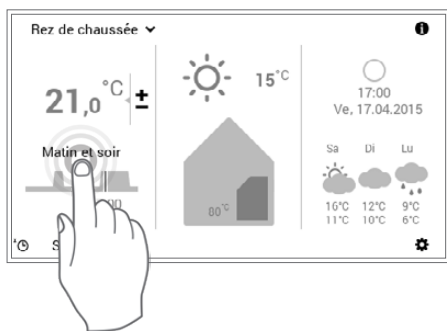 Rez de chaussée
21,0 °C ±
Matin et soir
15°C
80°C
17:00
Ve, 17.04.2015
Sa Di Lu
16°C 12°C 9°C
11°C 10°C 6°C